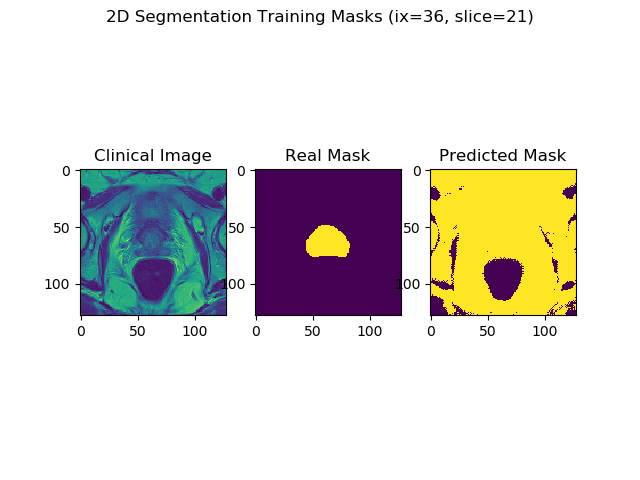 2D Segmentation Training Masks (ix=36, slice=21)
Clinical Image Real Mask Predicted Mask
0 0 0
50 50 50
100 100 100
0 50 100 0 50 100 0 50 100